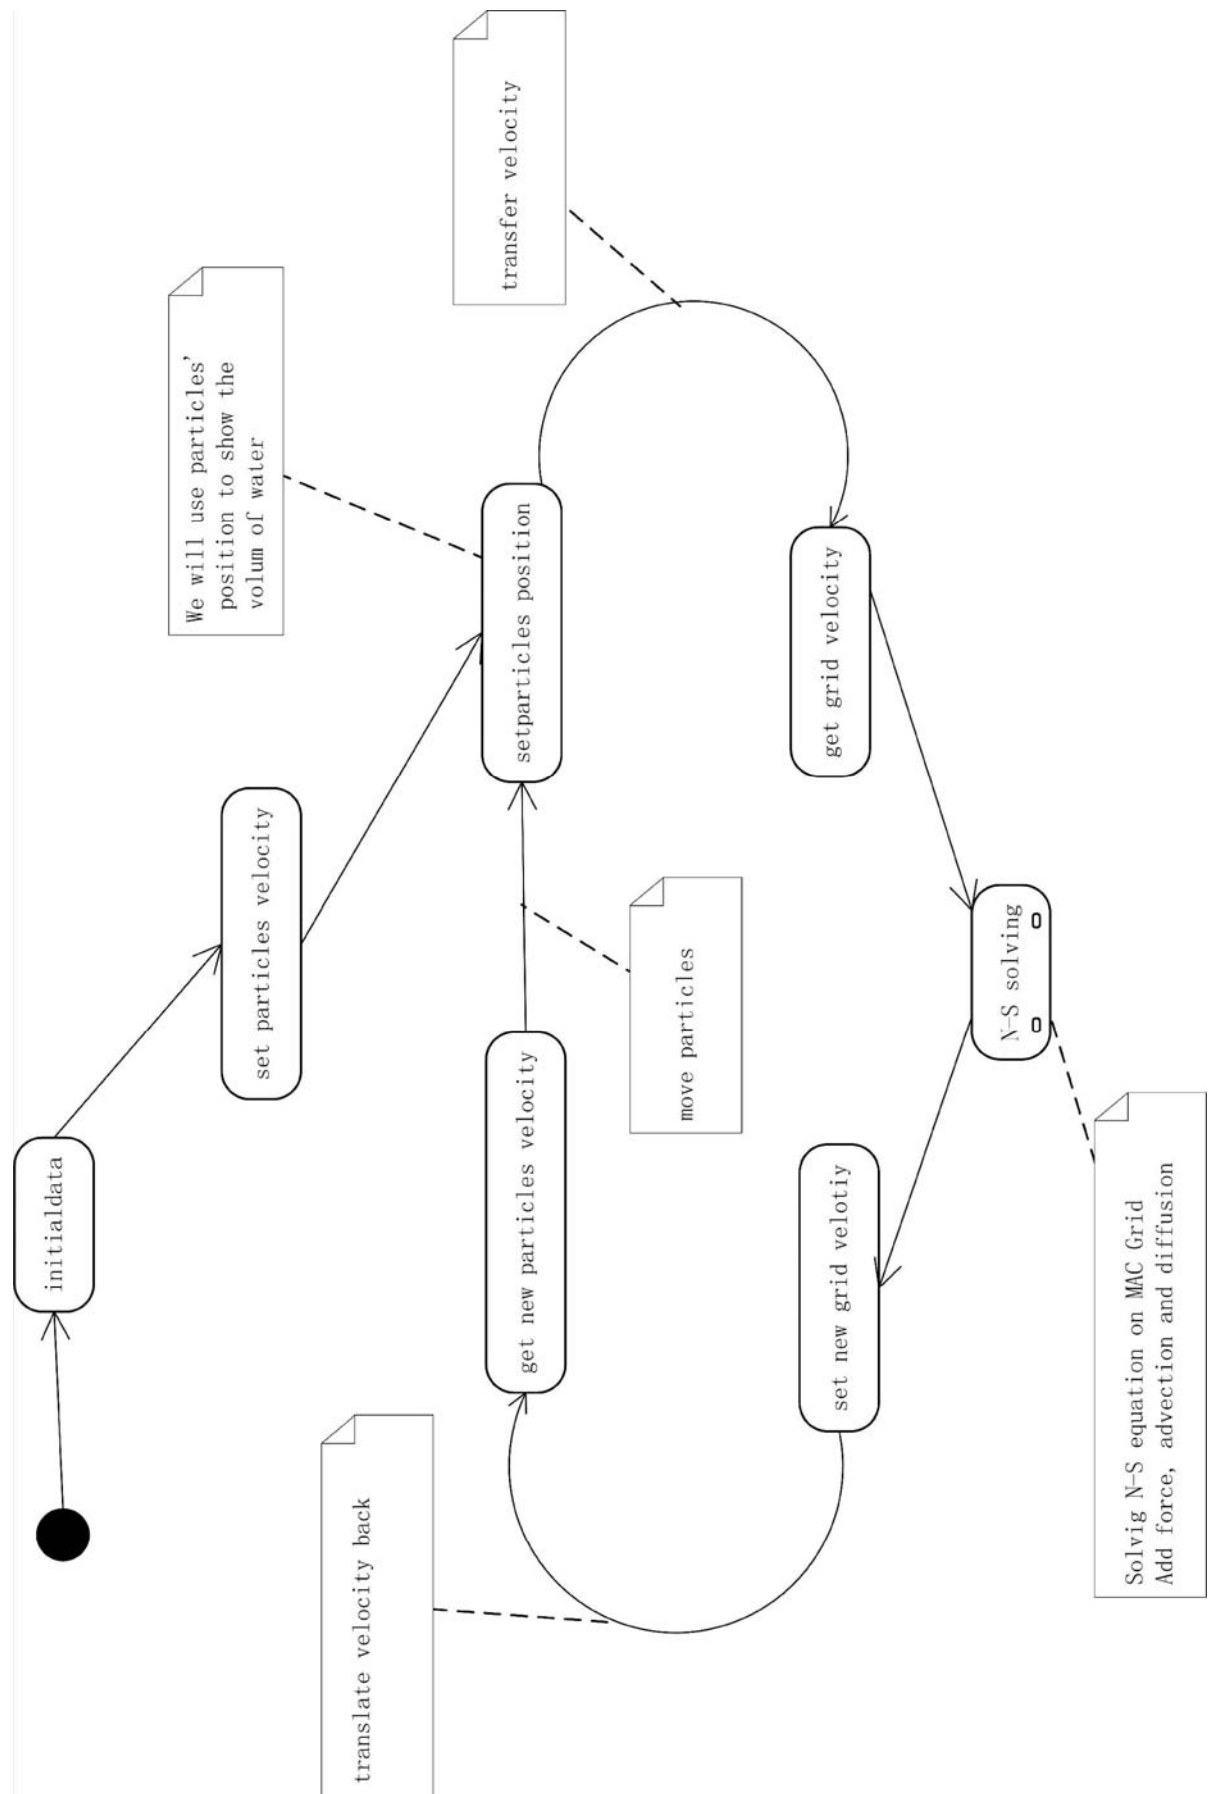 initialdata
set particles velocity
We will use particles'
position to show the
volum of water
setparticles position
transfer velocity
get grid velocity
N-S solving
Solvig N-S equation on MAC Grid
Add force, advection and diffusion
set new grid velotiy
translate velocity back
get new particles velocity
move particles